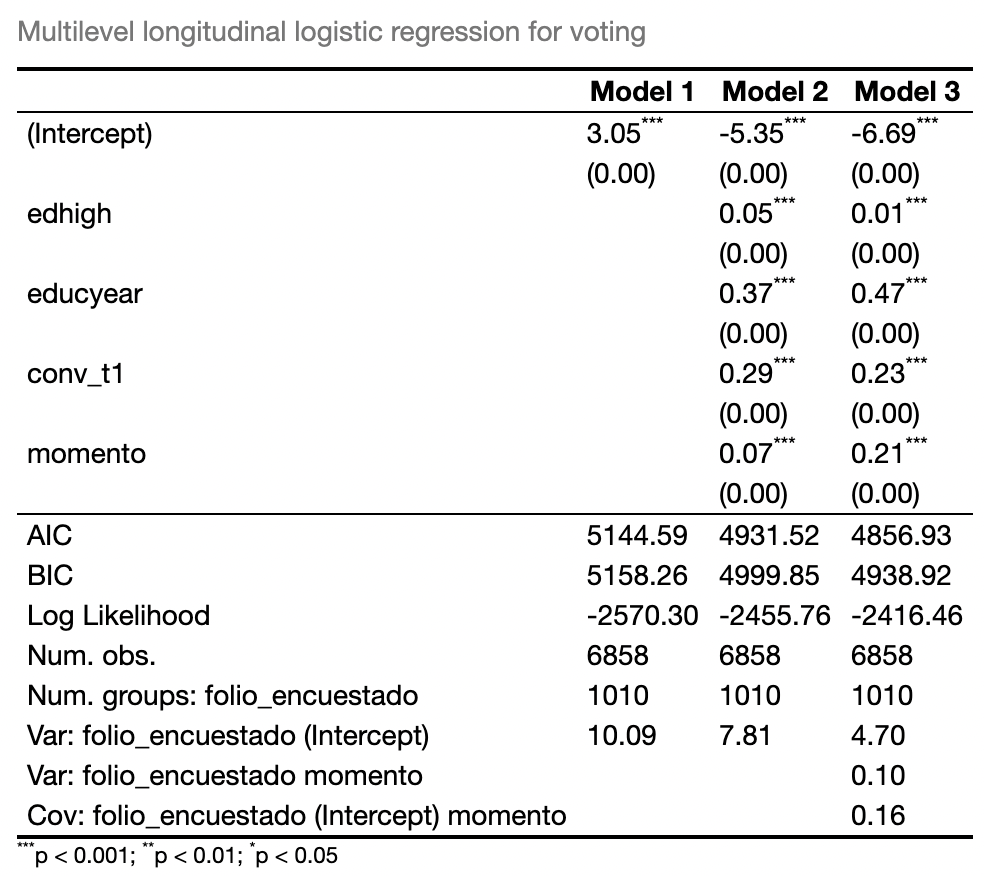 Multilevel longitudinal logistic regression for voting
Model 1 Model 2 Model 3
(Intercept) 3.05*** -5.35*** -6.69***
(0.00) (0.00) (0.00)
edhigh 0.05*** 0.01***
(0.00) (0.00)
educyear 0.37*** 0.47***
(0.00) (0.00)
conv_t1 0.29*** 0.23***
(0.00) (0.00)
momento 0.07*** 0.21***
(0.00) (0.00)
AIC 5144.59 4931.52 4856.93
BIC 5158.26 4999.85 4938.92
Log Likelihood -2570.30 -2455.76 -2416.46
Num. obs. 6858 6858 6858
Num. groups: folio_encuestado 1010 1010 1010
Var: folio_encuestado (Intercept) 10.09 7.81 4.70
Var: folio_encuestado momento 0.10
Cov: folio_encuestado (Intercept) momento 0.16
***p < 0.001; **p < 0.01; *p < 0.05